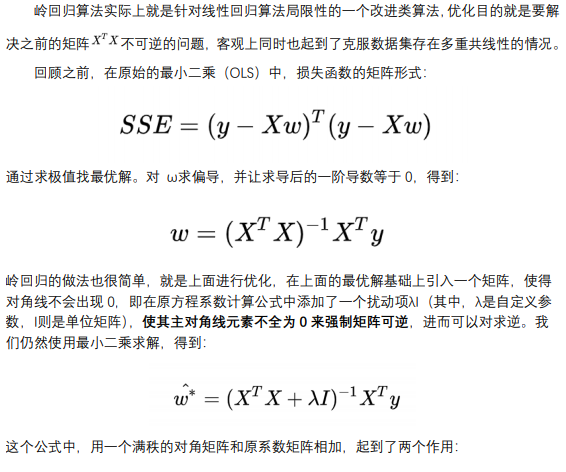 岭回归算法实际上就是针对线性回归算法局限性的一个改进类算法，优化目的就是要解
决之前的矩阵 $X^T X$ 不可逆的问题，客观上同时也起到了克服数据集存在多重共线性的情况。
回顾之前，在原始的最小二乘（OLS）中，损失函数的矩阵形式：
$SSE = (y - Xw)^T (y - Xw)$
通过求极值找最优解。对 ω求偏导，并让求导后的一阶导数等于 0，得到：
$w = (X^T X)^{-1} X^T y$
岭回归的做法也很简单，就是上面进行优化，在上面的最优解基础上引入一个矩阵，使得
对角线不会出现 0，即在原方程系数计算公式中添加了一个扰动项λI（其中，λ是自定义参
数，I则是单位矩阵），使其主对角线元素不全为 0 来强制矩阵可逆，进而可以对求逆。我
们仍然使用最小二乘求解，得到：
$\hat{w^*} = (X^T X + \lambda I)^{-1} X^T y$
这个公式中，用一个满秩的对角矩阵和原系数矩阵相加，起到了两个作用：